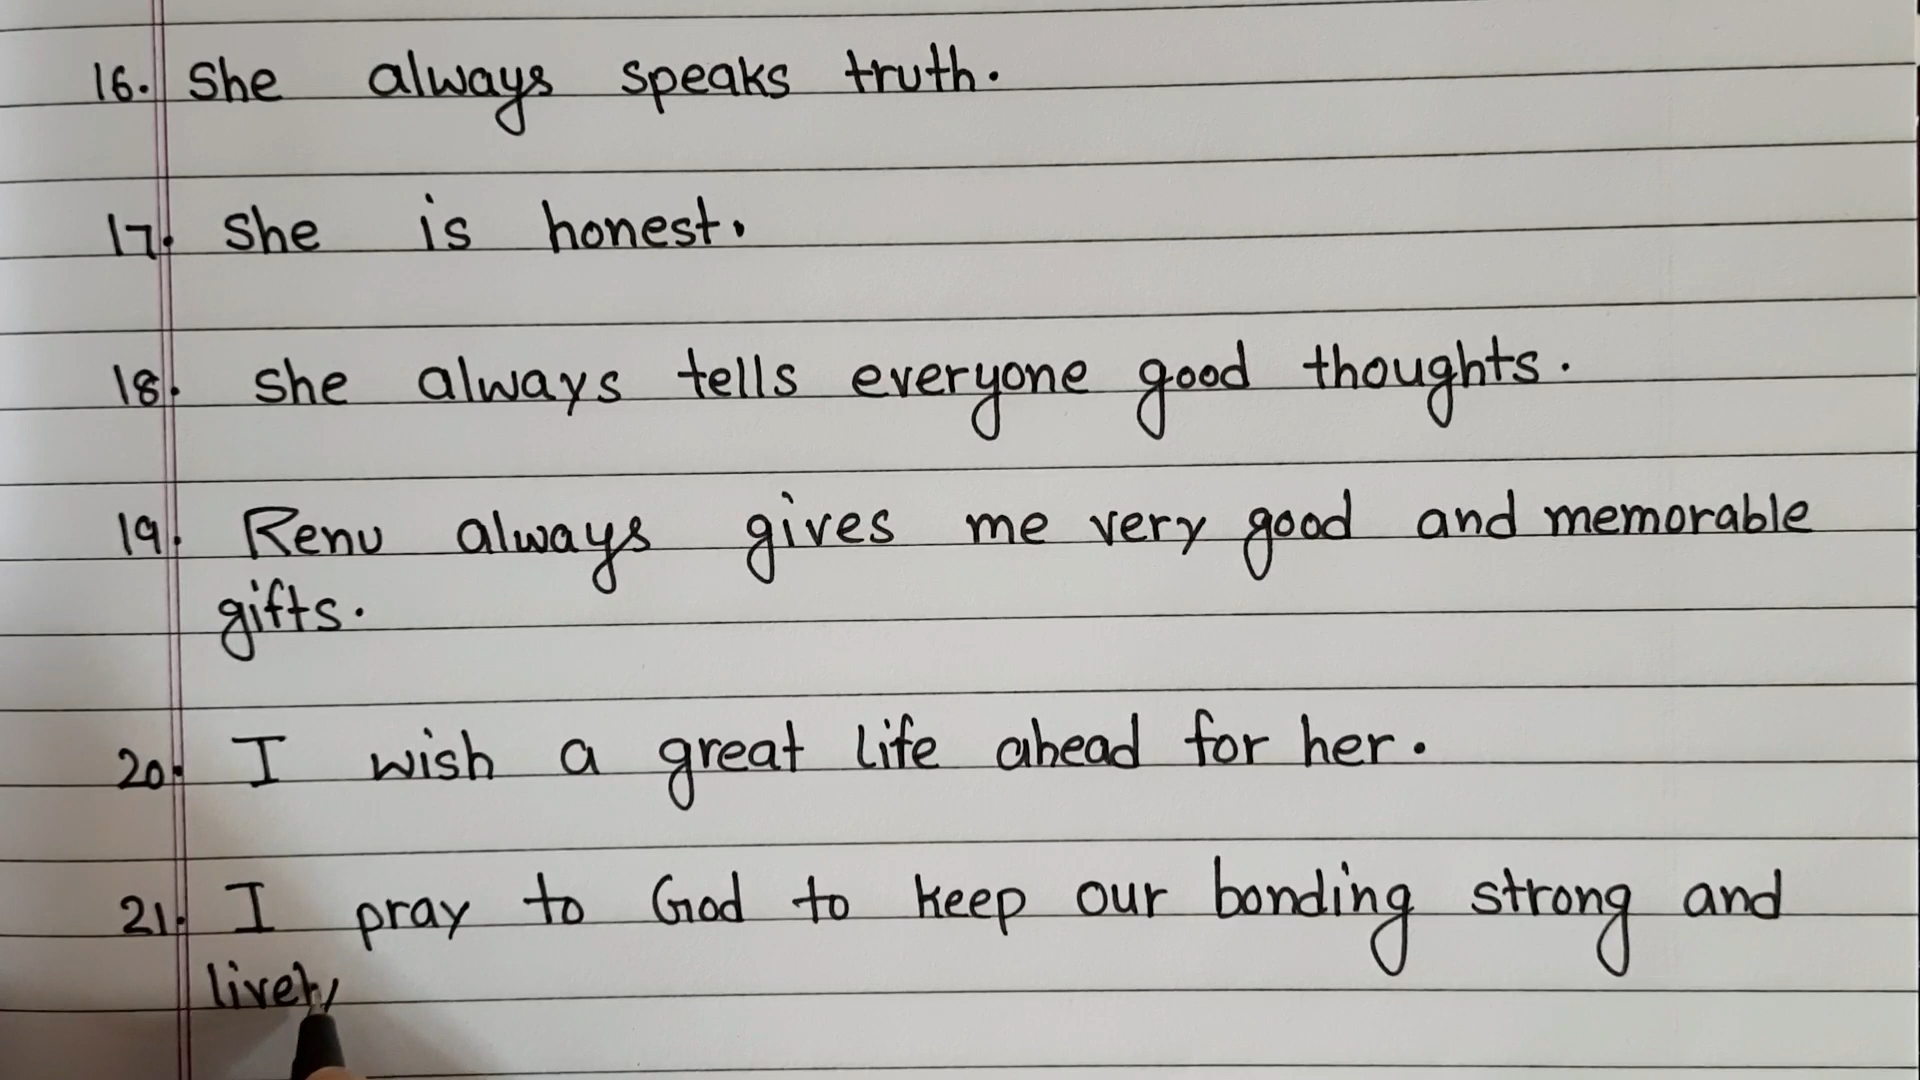 16. She always speaks truth.
17. She is honest.
18. She always tells everyone good thoughts.
19. Renu always gives me very good and memorable
gifts.
20. I wish a great life ahead for her.
21. I pray to God to keep our bonding strong and
lively